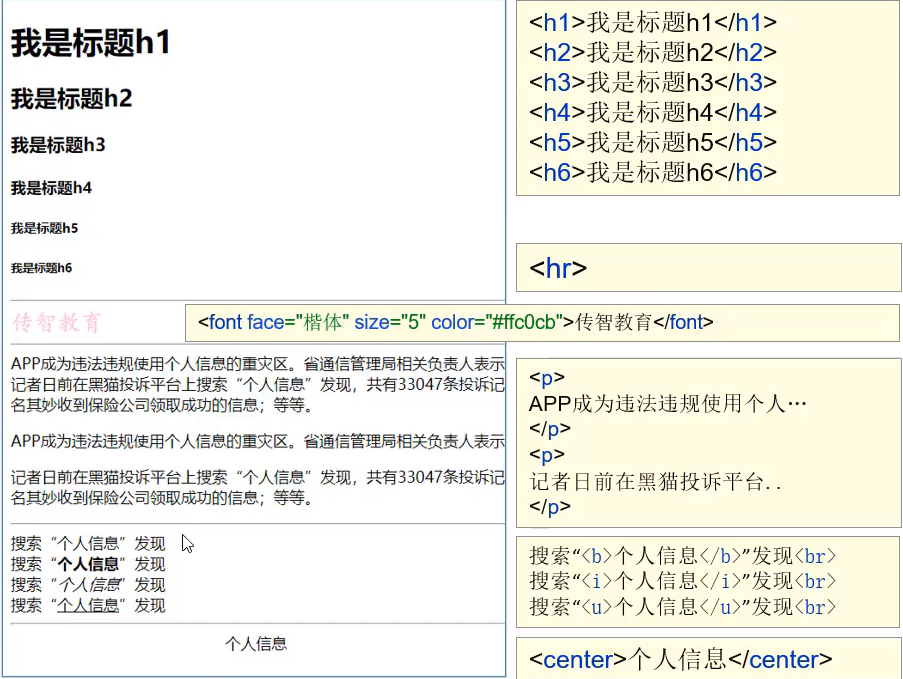 我是标题h1
我是标题h2
我是标题h3
我是标题h4
我是标题h5
我是标题h6
传智教育
APP成为违法违规使用个人信息的重灾区。省通信管理局相关负责人表示
记者日前在黑猫投诉平台上搜索“个人信息”发现，共有33047条投诉记
名其妙收到保险公司领取成功的信息；等等。
APP成为违法违规使用个人信息的重灾区。省通信管理局相关负责人表示
记者日前在黑猫投诉平台上搜索“个人信息”发现，共有33047条投诉记
名其妙收到保险公司领取成功的信息；等等。
搜索“个人信息”发现
搜索“个人信息”发现
搜索“个人信息”发现
搜索“个人信息”发现
个人信息
<h1>我是标题h1</h1>
<h2>我是标题h2</h2>
<h3>我是标题h3</h3>
<h4>我是标题h4</h4>
<h5>我是标题h5</h5>
<h6>我是标题h6</h6>
<hr>
<font face="楷体" size="5" color="#ffc0cb">传智教育</font>
<p>
APP成为违法违规使用个人…
</p>
<p>
记者日前在黑猫投诉平台..
</p>
搜索“<b>个人信息</b>”发现<br>
搜索“<i>个人信息</i>”发现<br>
搜索“<u>个人信息</u>”发现<br>
<center>个人信息</center>